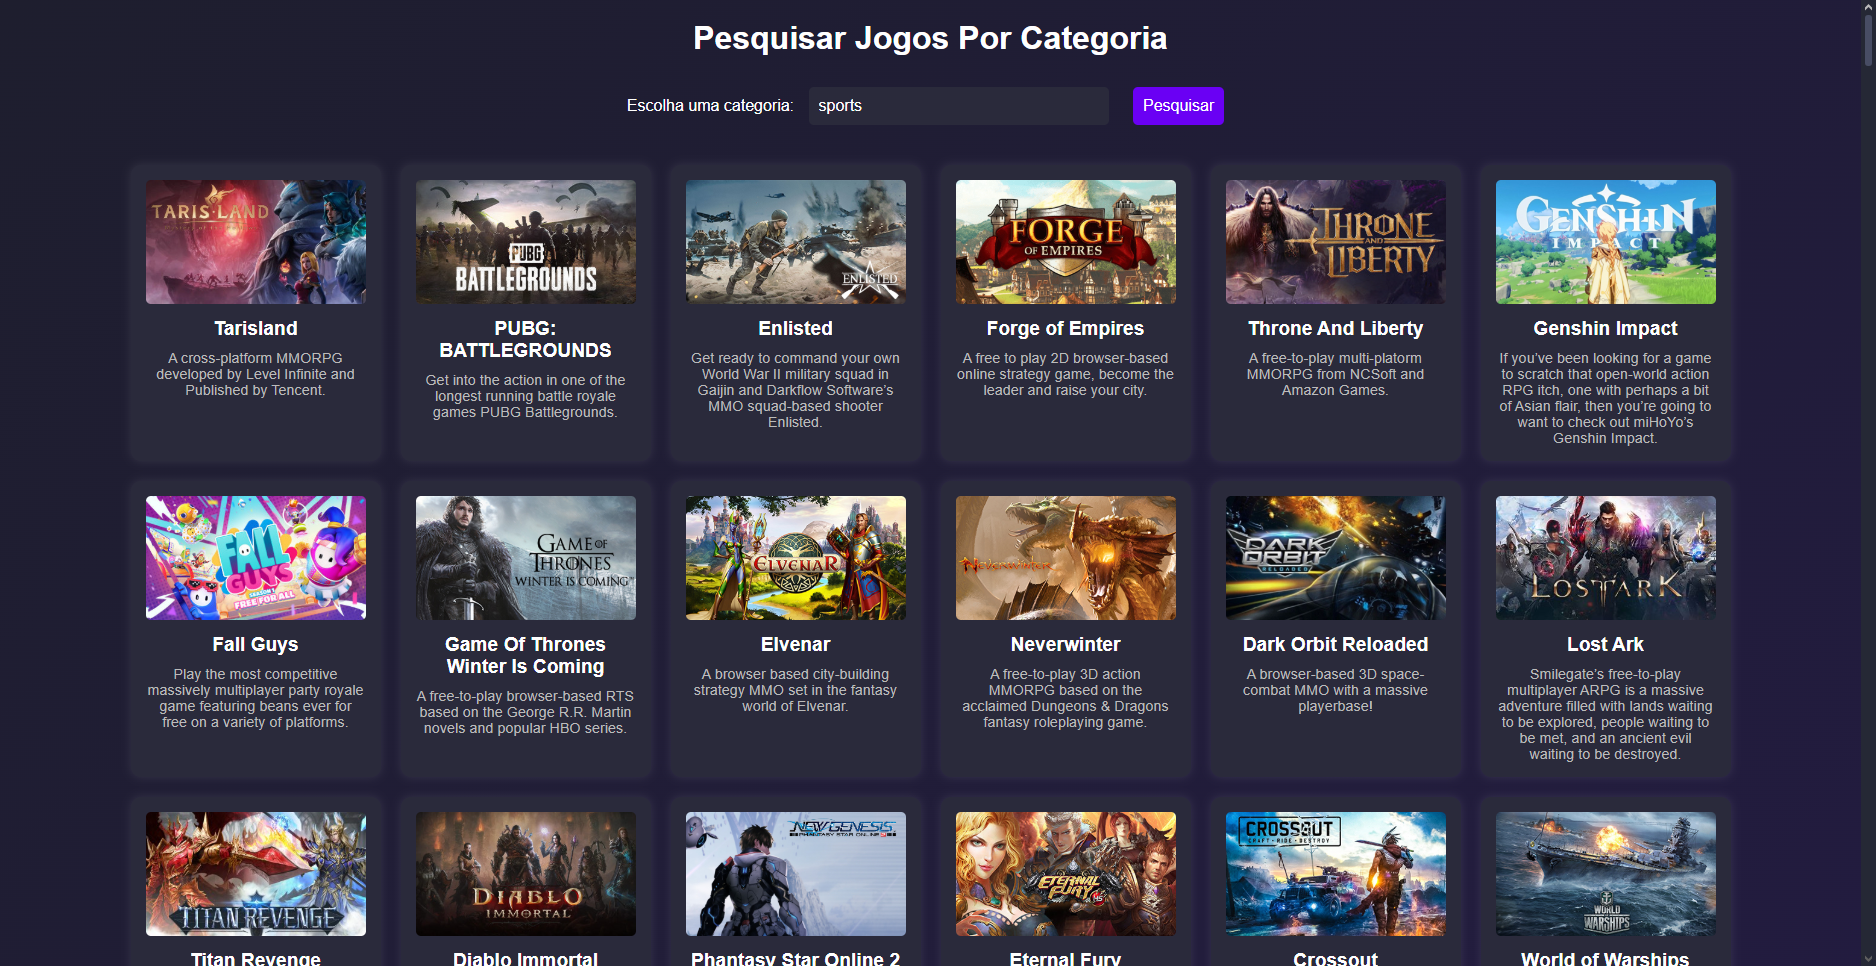 Pesquisar Jogos Por Categoria
Escolha uma categoria:
sports
Pesquisar
TARISLAND
PUBG
BATTLEGROUNDS
ENLISTED
FORGE
OF EMPIRES
THRONE
AND
LIBERTY
GENSHIN
IMPACT
Tarisland
A cross-platform MMORPG
developed by Level Infinite and
Published by Tencent.
PUBG:
BATTLEGROUNDS
Get into the action in one of the
longest running battle royale
games PUBG Battlegrounds.
Enlisted
Get ready to command your own
World War II military squad in
Gaijin and Darkflow Software’s
MMO squad-based shooter
Enlisted.
Forge of Empires
A free to play 2D browser-based
online strategy game, become the
leader and raise your city.
Throne And Liberty
A free-to-play multi-platorm
MMORPG from NCSoft and
Amazon Games.
Genshin Impact
If you’ve been looking for a game
to scratch that open-world action
RPG itch, one with perhaps a bit
of Asian flair, then you’re going to
want to check out miHoYo’s
Genshin Impact.
FALL
GUYS
SEASON 1
FREE FOR ALL
GAME OF
THRONES
WINTER IS COMING
ELVENAR
Neverwinter
DARK
ORBIT
RELOADED
LOST ARK
Fall Guys
Play the most competitive
massively multiplayer party royale
game featuring beans ever for
free on a variety of platforms.
Game Of Thrones
Winter Is Coming
A free-to-play browser-based RTS
based on the George R.R. Martin
novels and popular HBO series.
Elvenar
A browser based city-building
strategy MMO set in the fantasy
world of Elvenar.
Neverwinter
A free-to-play 3D action
MMORPG based on the
acclaimed Dungeons & Dragons
fantasy roleplaying game.
Dark Orbit Reloaded
A browser-based 3D space-
combat MMO with a massive
playerbase!
Lost Ark
Smilegate’s free-to-play
multiplayer ARPG is a massive
adventure filled with lands waiting
to be explored, people waiting to
be met, and an ancient evil
waiting to be destroyed.
TITAN REVENGE
DIABLO
IMMORTAL
NEW GENESIS
PHANTASY STAR ONLINE 2
ETERNAL
FURY
CROSSOUT
CRAFT • RIDE • DESTROY
WORLD
OF
WARSHIPS
Titan Revenge
Diablo Immortal
Phantasy Star Online 2
Eternal Fury
Crossout
World of Warships